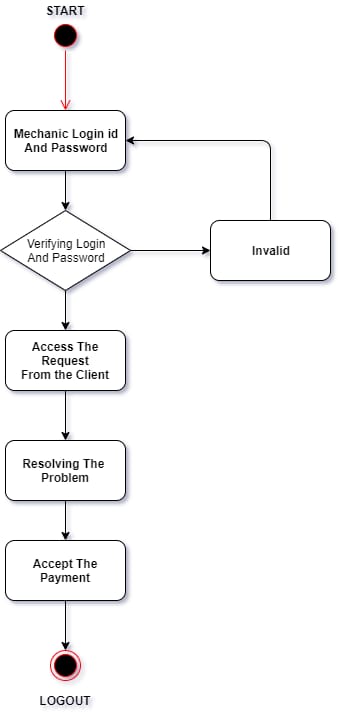 START
Mechanic Login id
And Password
Verifying Login
And Password
Invalid
Access The
Request
From the Client
Resolving The
Problem
Accept The
Payment
LOGOUT